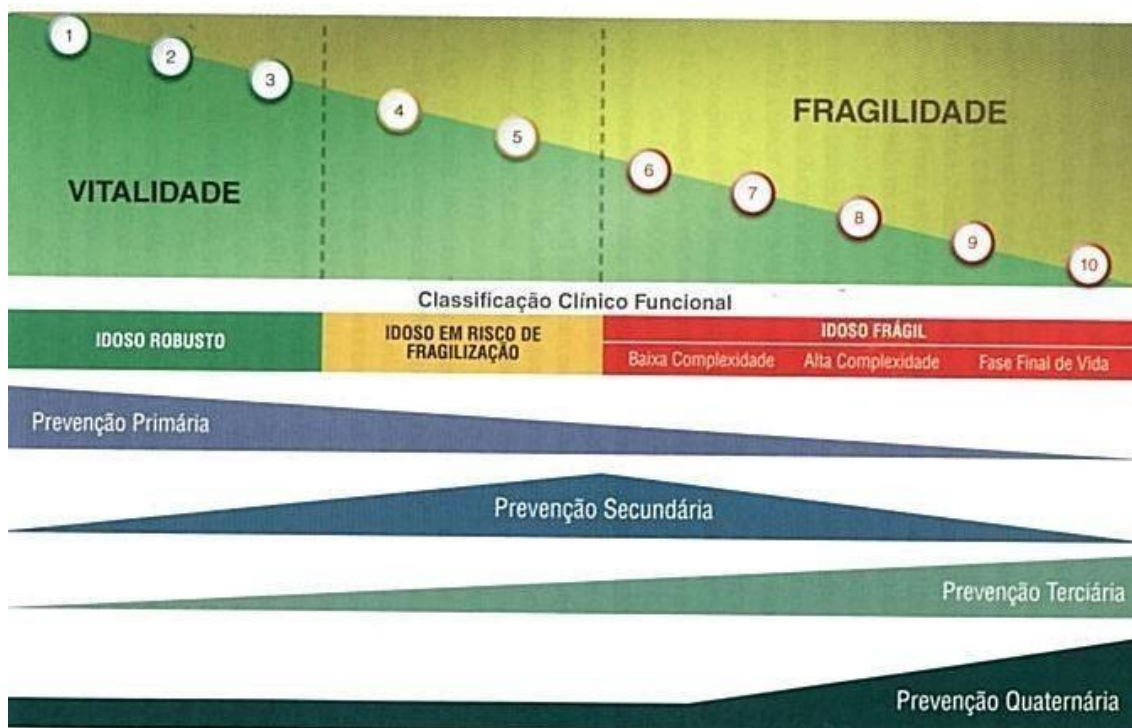 1
2
3
4
5
6
7
8
9
10
VITALIDADE
FRAGILIDADE
Classificação Clínico Funcional
IDOSO ROBUSTO
IDOSO EM RISCO DE
FRAGILIZAÇÃO
IDOSO FRÁGIL
Baixa Complexidade
Alta Complexidade
Fase Final de Vida
Prevenção Primária
Prevenção Secundária
Prevenção Terciária
Prevenção Quaternária